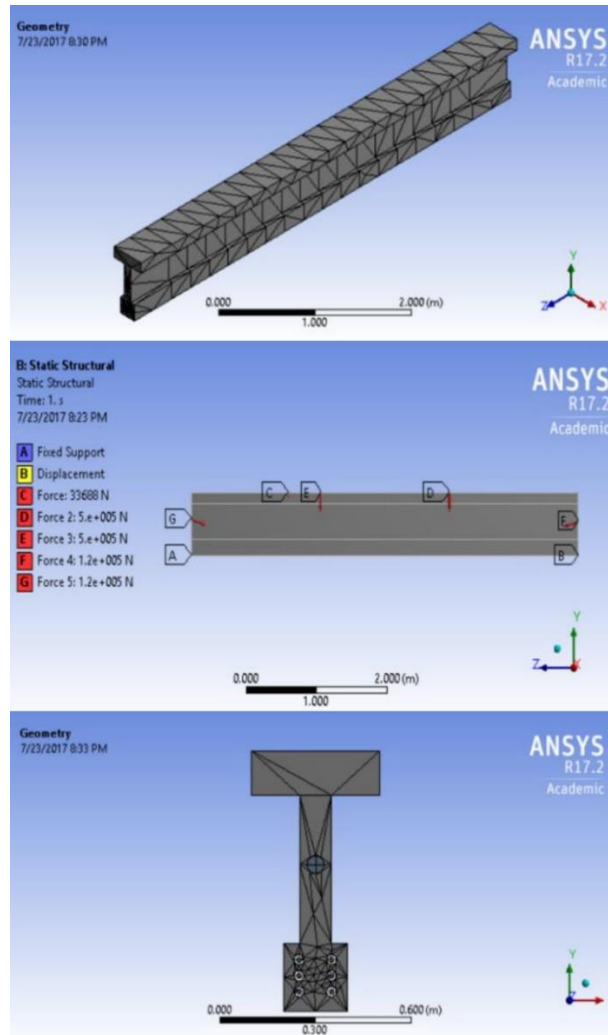 Geometry
7/23/2017 8:30 PM
ANSYS
R17.2
Academic
Y
Z
X
0.000
2.000 (m)
1.000
B: Static Structural
Static Structural
Time: 1. s
7/23/2017 8:23 PM
ANSYS
R17.2
Academic
A Fixed Support
B Displacement
C Force: 33688 N
D Force 2: 5.e+005 N
E Force 3: 5.e+005 N
F Force 4: 1.2e+005 N
G Force 5: 1.2e+005 N
C
E
D
G
F
A
B
Y
Z
X
0.000
2.000 (m)
1.000
Geometry
7/23/2017 8:33 PM
ANSYS
R17.2
Academic
Y
Z
0.000
0.600 (m)
0.300